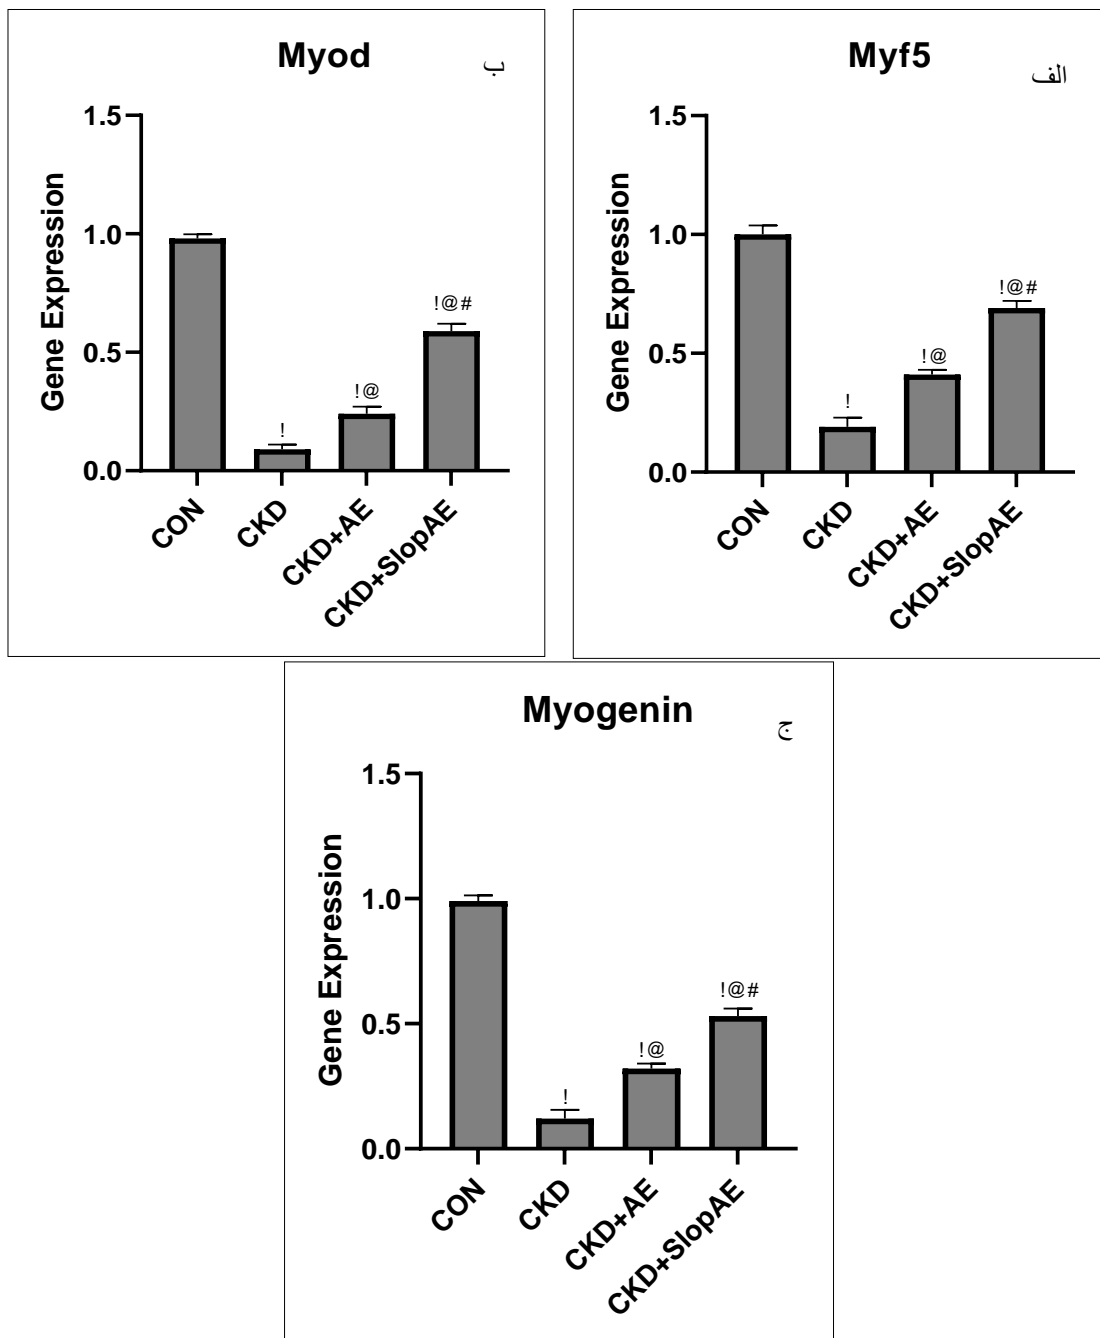 Myod
ب
1.5
1.0
0.5
0.0
Gene Expression
!
!@
!@#
CON
CKD
CKD+AE
CKD+SlopAE
Myf5
الف
1.5
1.0
0.5
0.0
Gene Expression
!
!@
!@#
CON
CKD
CKD+AE
CKD+SlopAE
Myogenin
ج
1.5
1.0
0.5
0.0
Gene Expression
!
!@
!@#
CON
CKD
CKD+AE
CKD+SlopAE